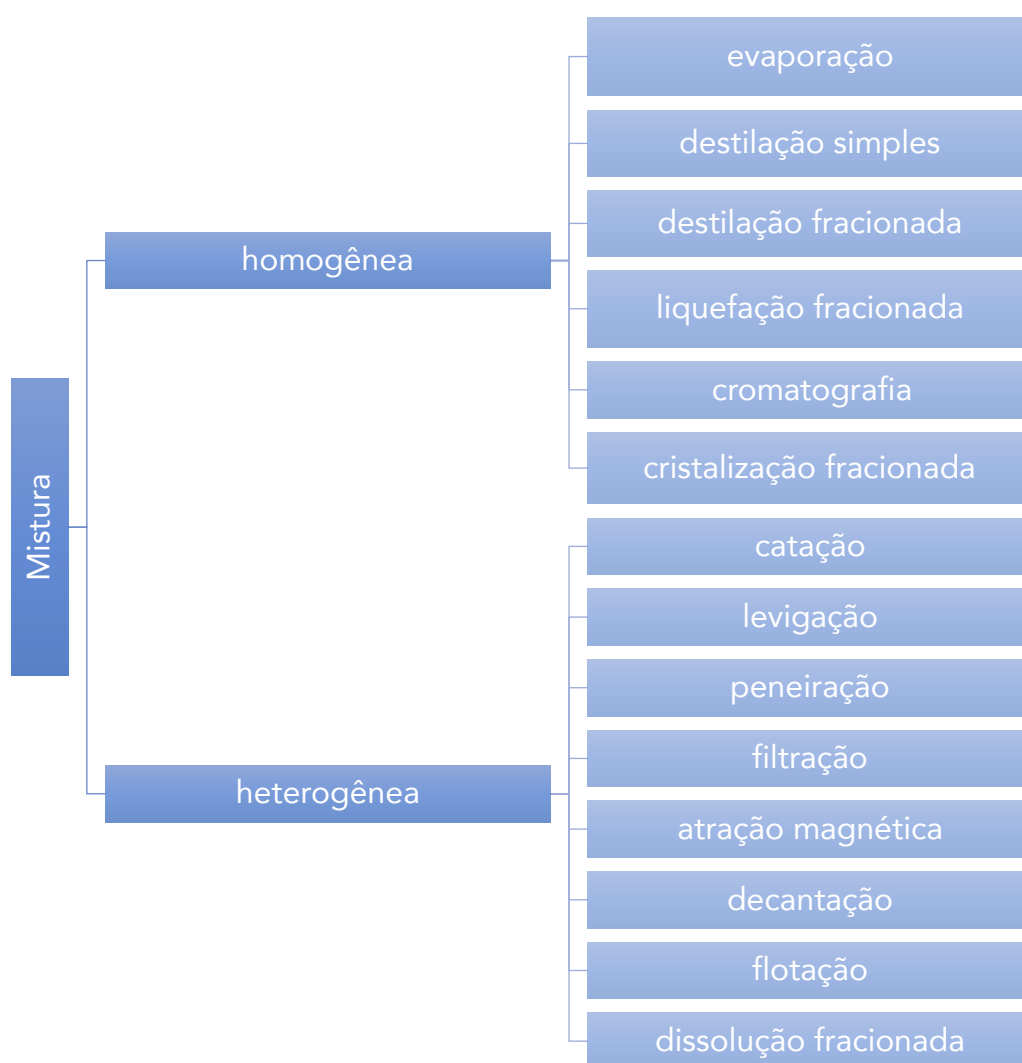 Mistura
homogênea
evaporação
destilação simples
destilação fracionada
liquefação fracionada
cromatografia
cristalização fracionada
heterogênea
catação
levigação
peneiração
filtração
atração magnética
decantação
flotação
dissolução fracionada